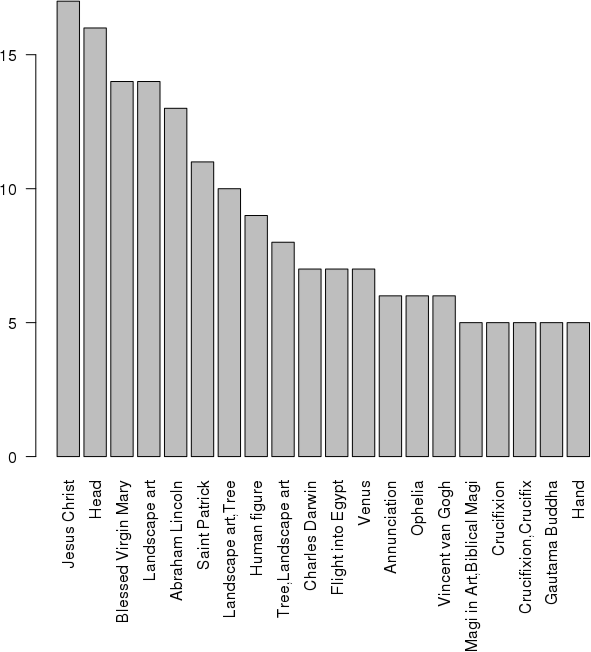 15
10
5
0
Jesus Christ
Head
Blessed Virgin Mary
Landscape art
Abraham Lincoln
Saint Patrick
Landscape art,Tree
Human figure
Tree,Landscape art
Charles Darwin
Flight into Egypt
Venus
Annunciation
Ophelia
Vincent van Gogh
Magi in Art,Biblical Magi
Crucifixion
Crucifixion,Crucifix
Gautama Buddha
Hand